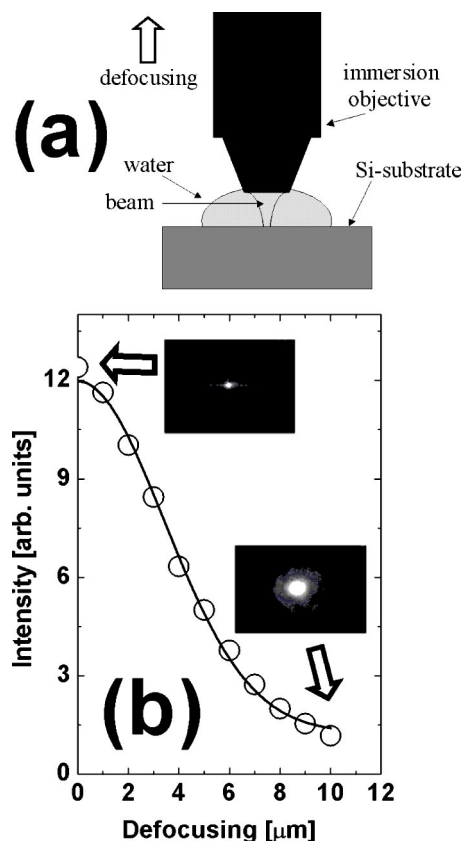 defocusing
immersion
objective
(a)
water
beam
Si-substrate
(b)
Intensity [arb. units]
12
9
6
3
0
0 2 4 6 8 10 12
Defocusing [µm]